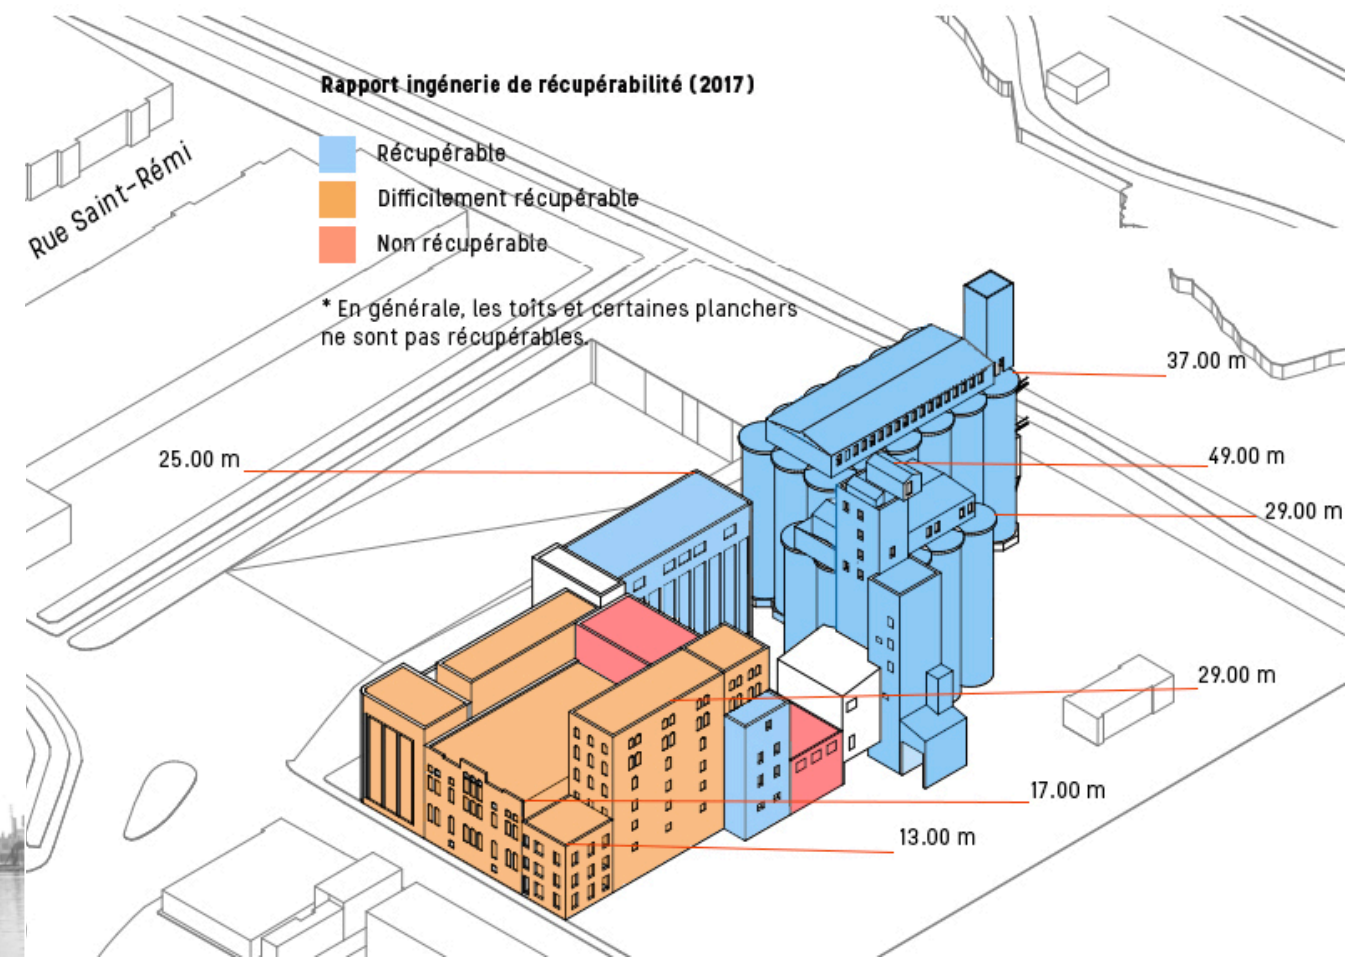 Rapport ingénerie de récupérabilité (2017)
Récupérable
Rue Saint-Rémi
Difficilement récupérable
Non récupérable
* En générale, les toîts et certaines planchers
ne sont pas récupérables.
37.00 m
25.00 m
49.00 m
29.00 m
29.00 m
17.00 m
13.00 m